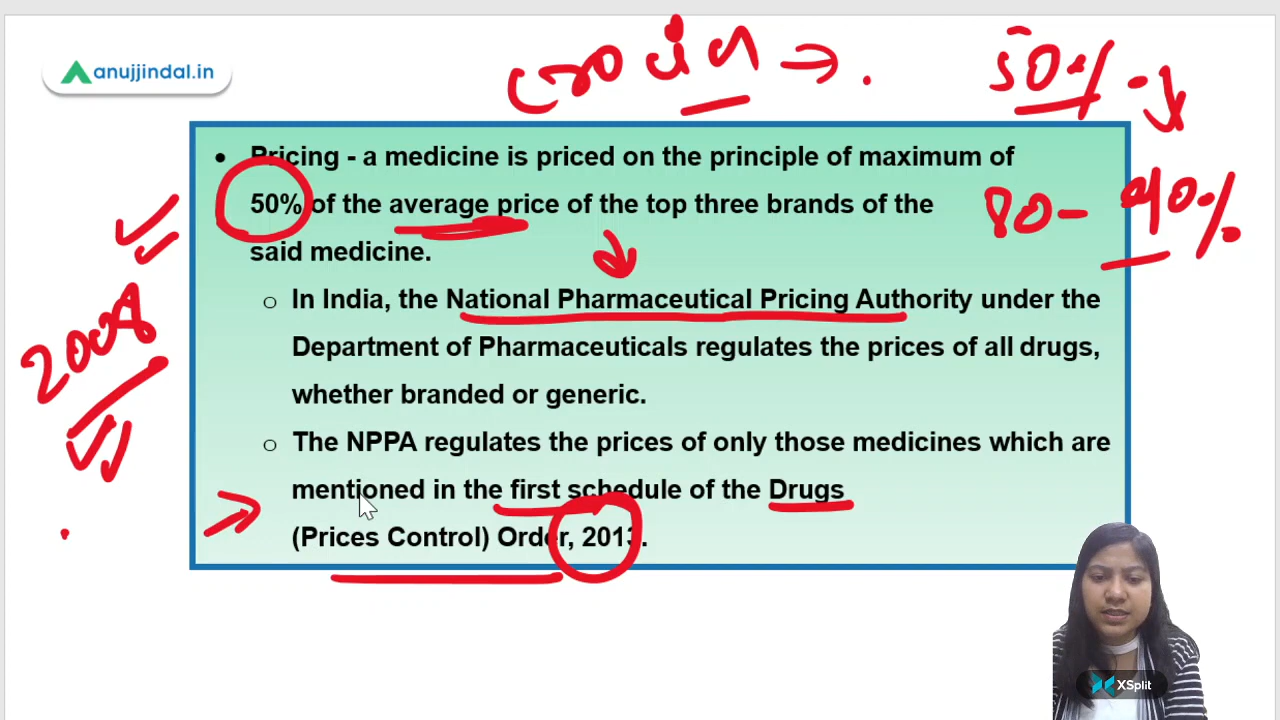 anujjindal.in
crocin → .
50%
80-90%
Pricing - a medicine is priced on the principle of maximum of
50% of the average price of the top three brands of the
said medicine.
2008
o In India, the National Pharmaceutical Pricing Authority under the
Department of Pharmaceuticals regulates the prices of all drugs,
whether branded or generic.
o The NPPA regulates the prices of only those medicines which are
mentioned in the first schedule of the Drugs
(Prices Control) Order, 2013.
XSplit